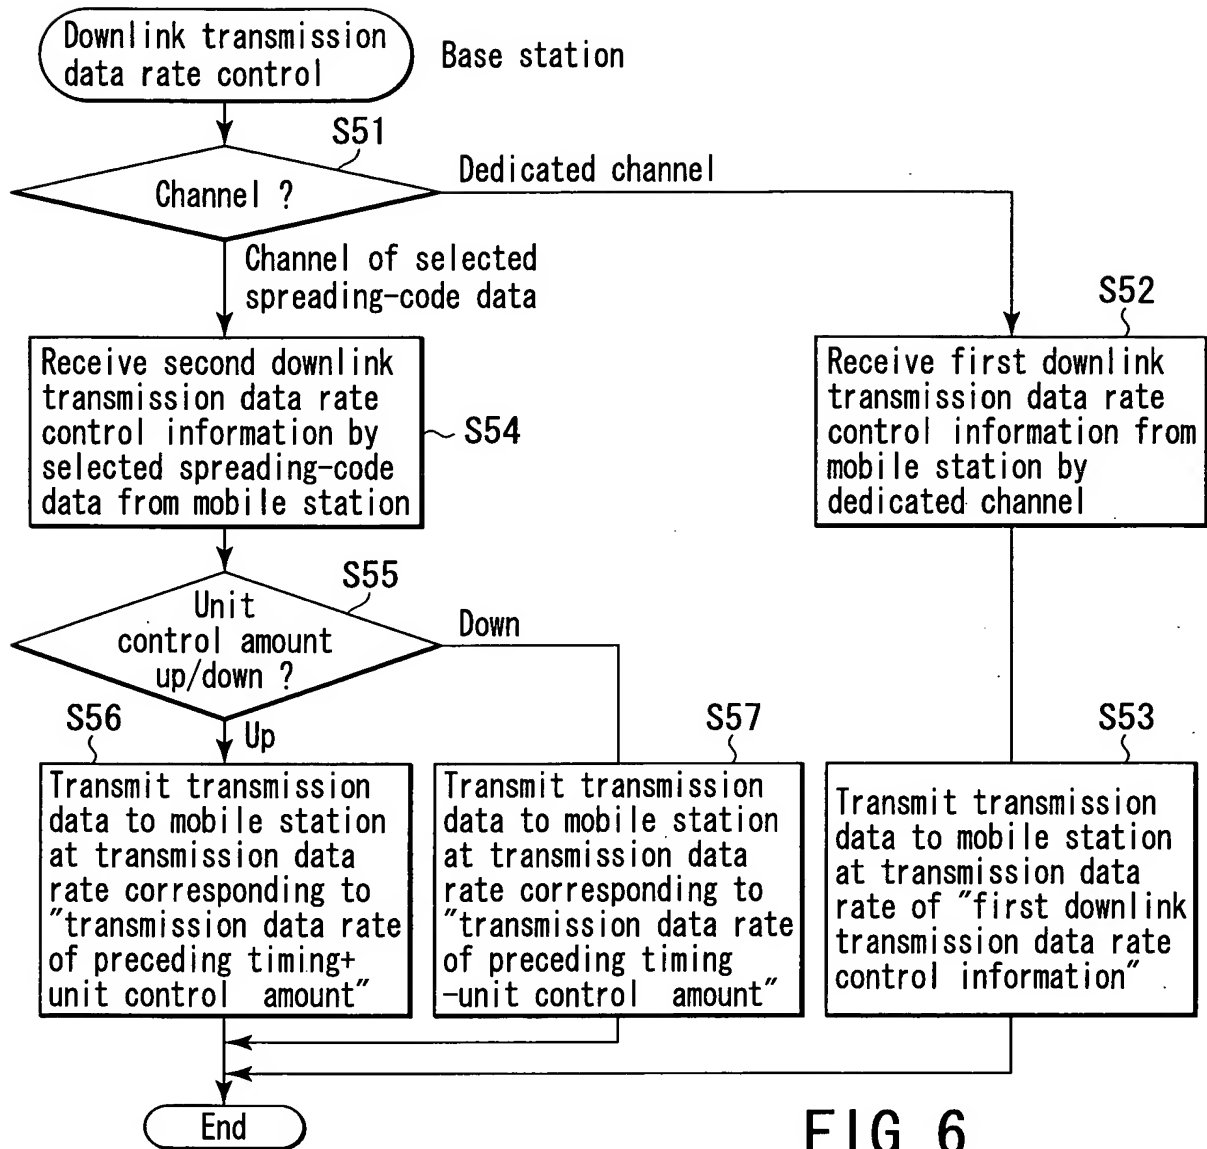 Downlink transmission
data rate control
Base station
S51
Channel ?
Dedicated channel
Channel of selected
spreading-code data
S52
Receive second downlink
transmission data rate
control information by
selected spreading-code
data from mobile station
S54
Receive first downlink
transmission data rate
control information from
mobile station by
dedicated channel
S55
Unit
control amount
up/down ?
Down
S56
Up
S57
S53
Transmit transmission
data to mobile station
at transmission data
rate corresponding to
"transmission data rate
of preceding timing+
unit control amount"
Transmit transmission
data to mobile station
at transmission data
rate corresponding to
"transmission data rate
of preceding timing
-unit control amount"
Transmit transmission
data to mobile station
at transmission data
rate of "first downlink
transmission data rate
control information"
End
FIG 6